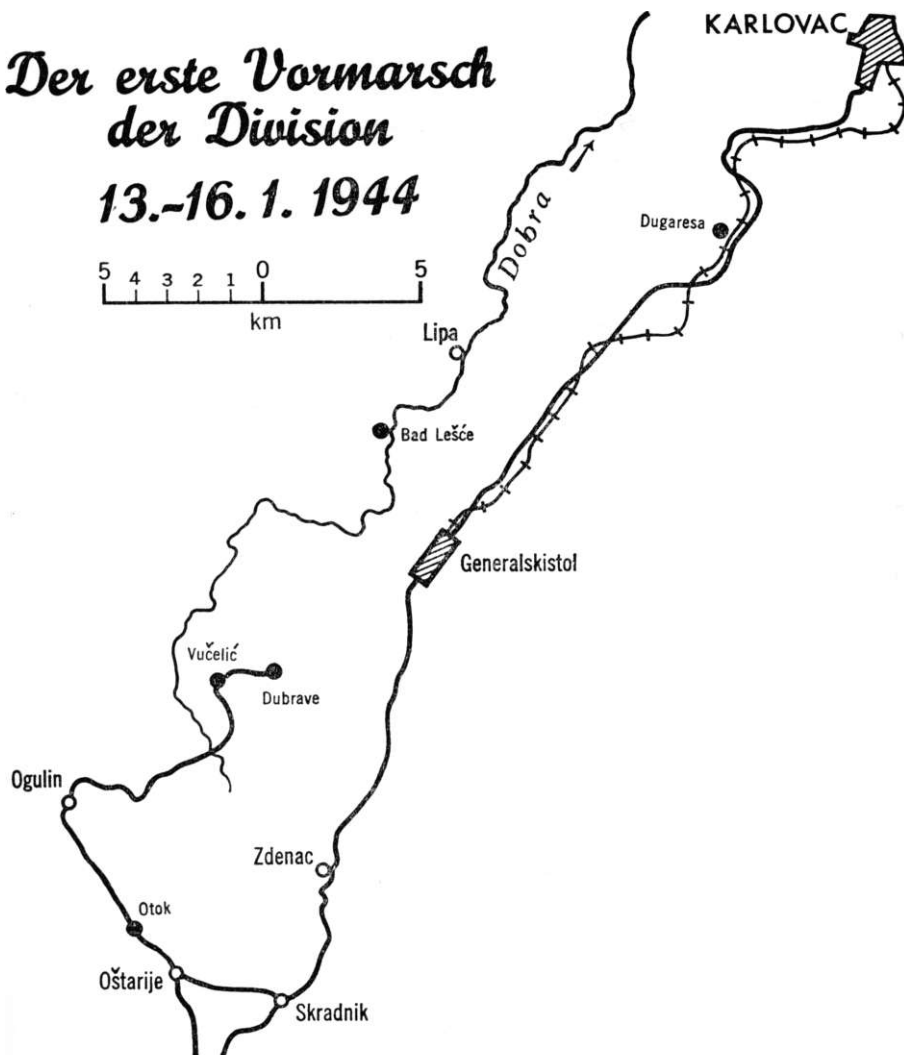 Der erste Vormarsch
der Division
13.-16. 1. 1944
5 4 3 2 1 0 5
km
KARLOVAC
Dobra
Dugaresa
Lipa
Bad Lešće
Generalskistol
Vučelić
Dubrave
Ogulin
Zdenac
Otok
Oštarije
Skradnik